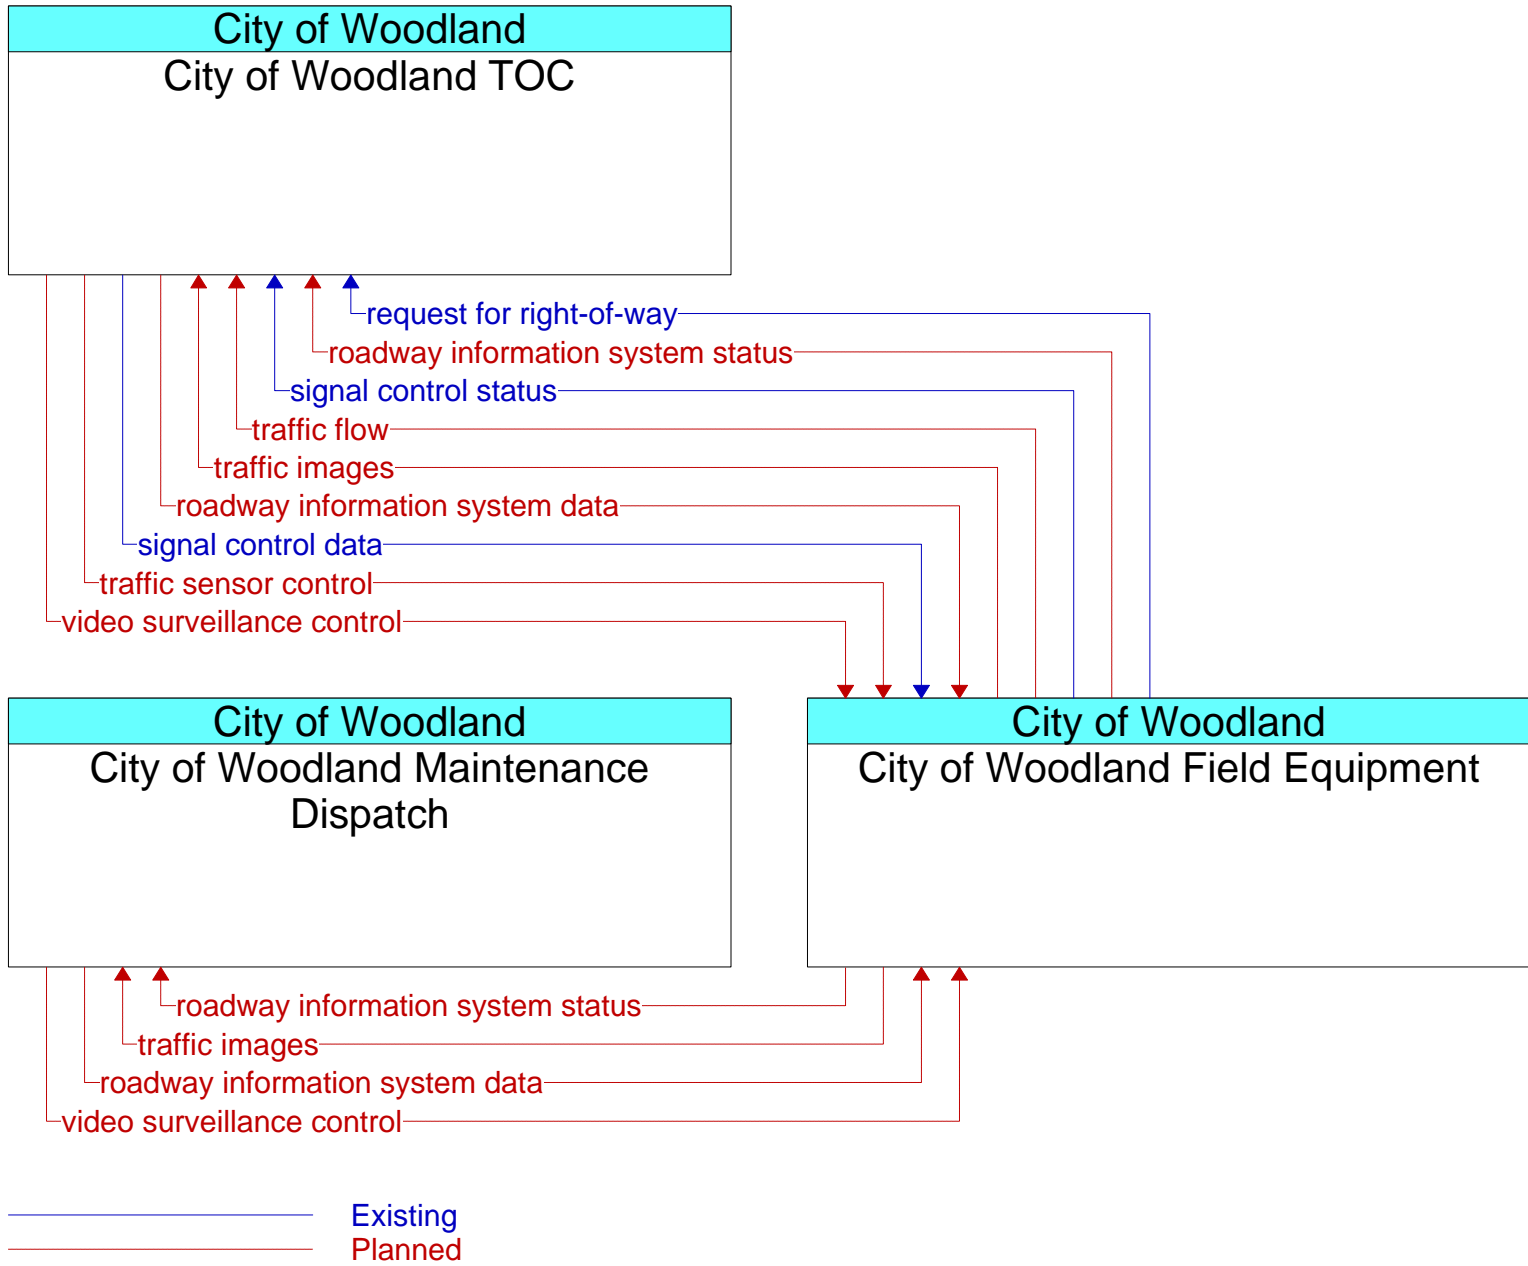 City of Woodland
City of Woodland TOC
request for right-of-way
roadway information system status
signal control status
traffic flow
traffic images
roadway information system data
signal control data
traffic sensor control
video surveillance control
City of Woodland
City of Woodland Maintenance
Dispatch
City of Woodland
City of Woodland Field Equipment
roadway information system status
traffic images
roadway information system data
video surveillance control
Existing
Planned